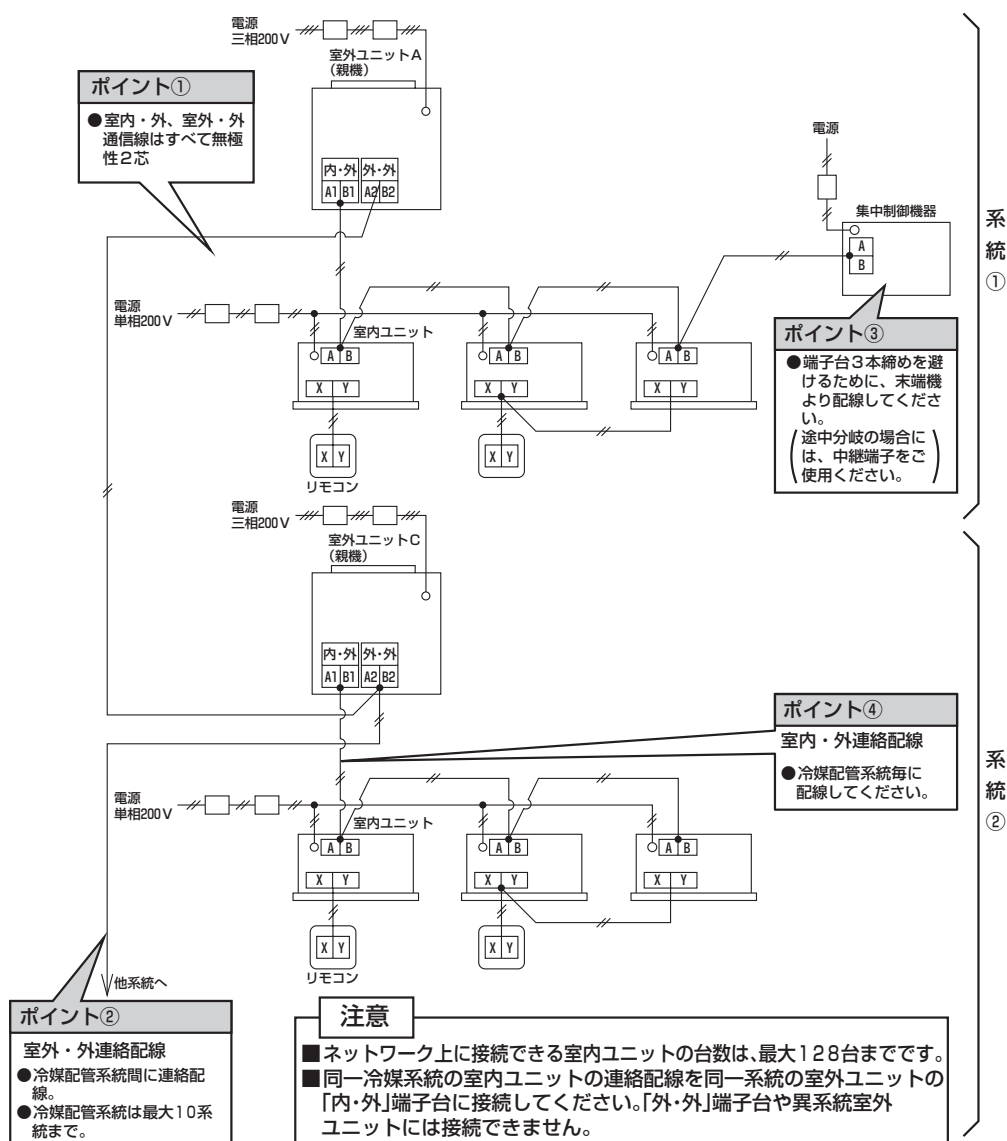 電源
三相200V
室外ユニットA
(親機)
ポイント①
●室内・外、室外・外
通信線はすべて無極
性2芯
内・外 外・外
A1 B1 A2 B2
電源
集中制御機器
A
B
系統①
電源
単相200V
室内ユニット
A B
A B
A B
X Y
X Y
X Y
X Y
リモコン
X Y
ポイント③
●端子台3本締めを避
けるために、末端機
より配線してくださ
い。
(途中分岐の場合に
は、中継端子をご
使用ください。)
電源
三相200V
室外ユニットC
(親機)
内・外 外・外
A1 B1 A2 B2
ポイント④
室内・外連絡配線
●冷媒配管系統毎に
配線してください。
系統②
電源
単相200V
室内ユニット
A B
A B
A B
X Y
X Y
X Y
X Y
リモコン
X Y
他系統へ
ポイント②
室外・外連絡配線
●冷媒配管系統間に連絡配
線。
●冷媒配管系統は最大10系
統まで。
注意
■ネットワーク上に接続できる室内ユニットの台数は、最大128台までです。
■同一冷媒系統の室内ユニットの連絡配線を同一系統の室外ユニットの
「内・外」端子台に接続してください。「外・外」端子台や異系統室外
ユニットには接続できません。